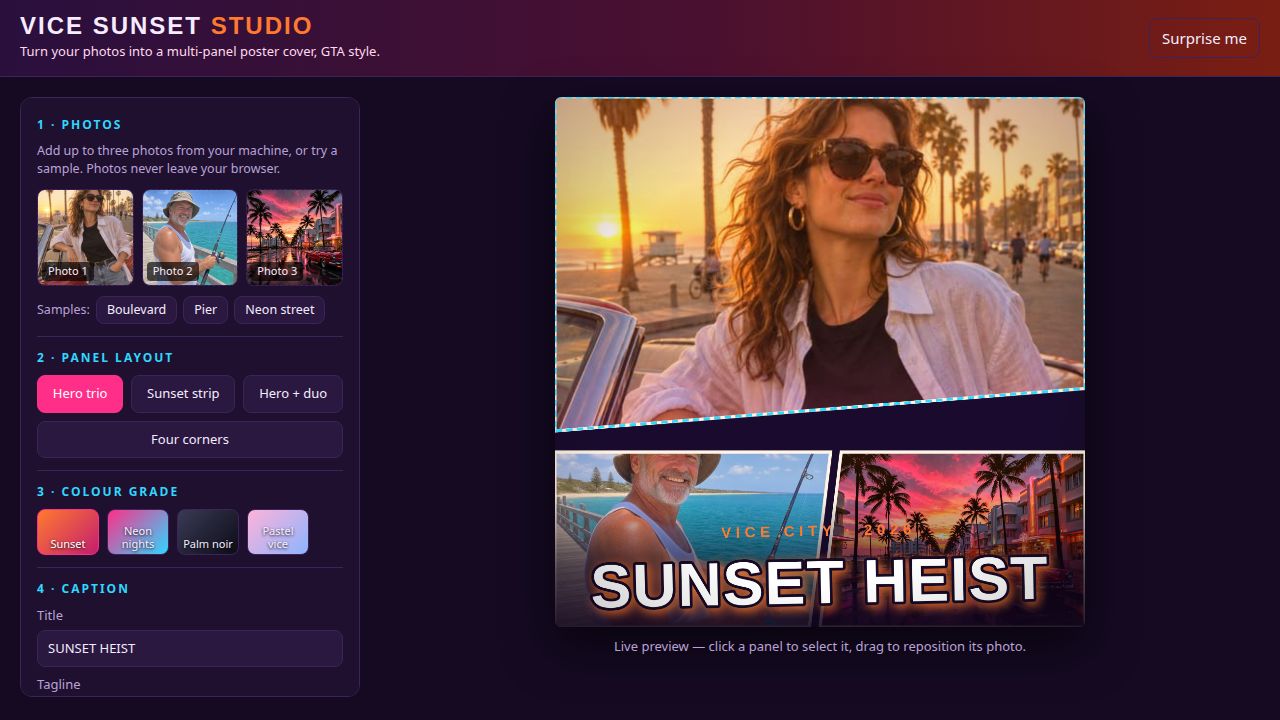 VICE SUNSET STUDIO
Turn your photos into a multi-panel poster cover, GTA style.
Surprise me
1 · PHOTOS
Add up to three photos from your machine, or try a
sample. Photos never leave your browser.
Photo 1
Photo 2
Photo 3
Samples:
Boulevard
Pier
Neon street
2 · PANEL LAYOUT
Hero trio
Sunset strip
Hero + duo
Four corners
3 · COLOUR GRADE
Sunset
Neon
nights
Palm noir
Pastel
vice
4 · CAPTION
Title
SUNSET HEIST
Tagline
VICE CITY · 2026
SUNSET HEIST
Live preview — click a panel to select it, drag to reposition its photo.